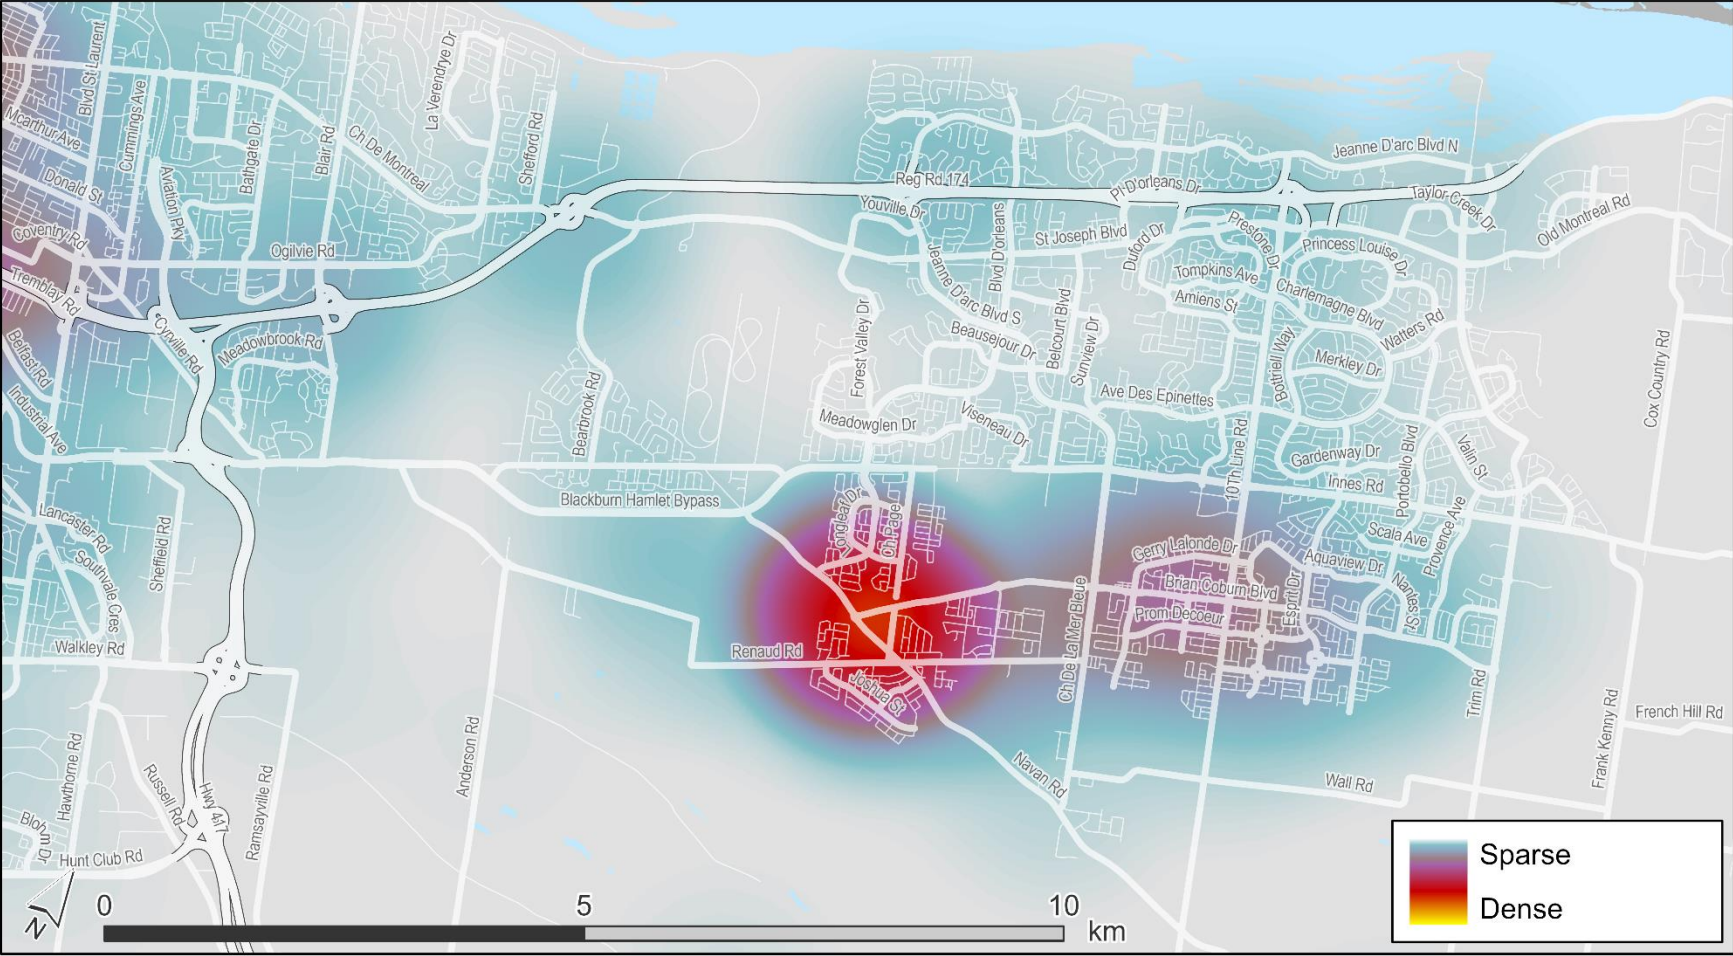 Blvd St Laurent
Mcarthur Ave
Cummings Ave
Donald St
Aviation Pky
Bathgate Dr
Blair Rd
Ch De Montreal
La Verendrye Dr
Shefford Rd
Coventry Rd
Ogilvie Rd
Tremblay Rd
Cyrville Rd
Meadowbrook Rd
Belfast Rd
Industrial Ave
Bearbrook Rd
Reg Rd 174
Youville Dr
Jeanne D'arc Blvd N
Pl D'orleans Dr
Taylor Creek Dr
Old Montreal Rd
St Joseph Blvd
Duford Dr
Prestone Dr
Princess Louise Dr
Blvd D'orleans
Jeanne D'arc Blvd S
Tompkins Ave
Amiens St
Charlemagne Blvd
Watters Rd
Forest Valley Dr
Beausejour Dr
Belcourt Blvd
Sunview Dr
Bottriell Way
Merkley Dr
Cox Country Rd
Ave Des Epinettes
Meadowglen Dr
Viseneau Dr
10Th Line Rd
Gardenway Dr
Portobello Blvd
Valin St
Innes Rd
Blackburn Hamlet Bypass
Longleaf Dr
Ch Page
Lancaster Rd
Southvale Cres
Sheffield Rd
Scala Ave
Provence Ave
Gerry Lalonde Dr
Aquaview Dr
Brian Coburn Blvd
Esprit Dr
Nantes St
Prom Decoeur
Ch De La Mer Bleue
Walkley Rd
Renaud Rd
Joshua St
Trim Rd
Frank Kenny Rd
French Hill Rd
Hawthorne Rd
Russell Rd
Hwy 417
Ramsayville Rd
Anderson Rd
Navan Rd
Wall Rd
Blohm Dr
Hunt Club Rd
N
0 5 10
km
Sparse
Dense